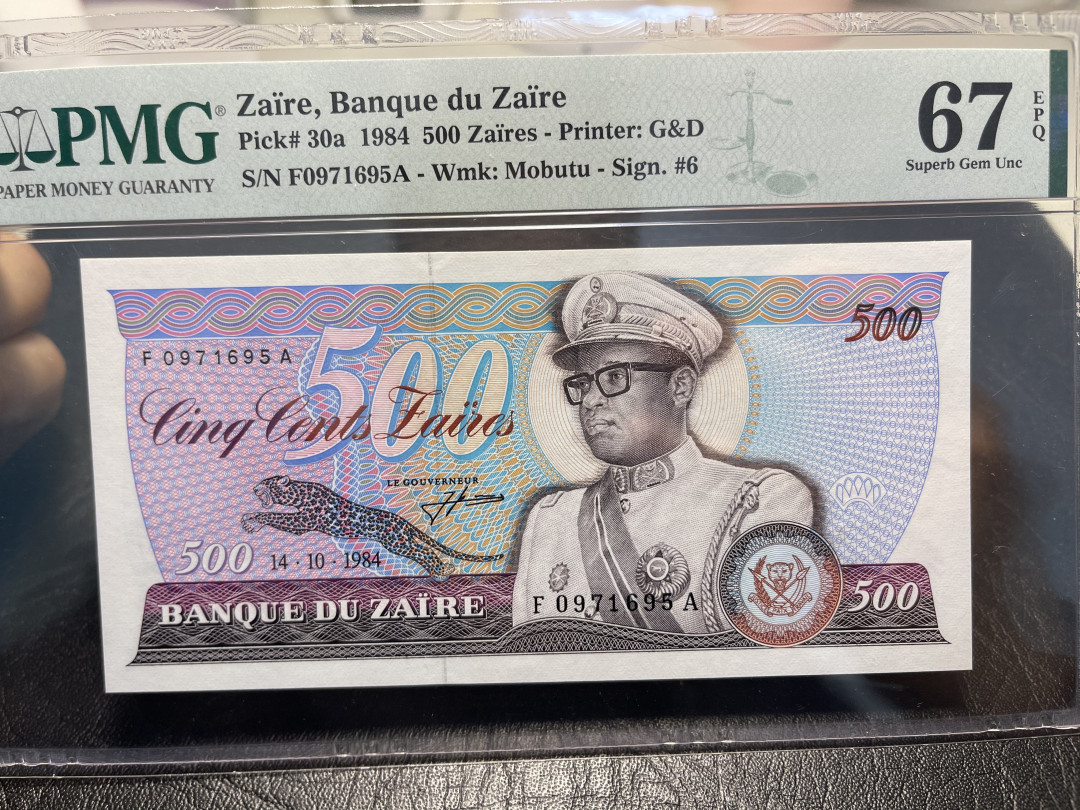 PMG®
PAPER MONEY GUARANTY
Zaïre, Banque du Zaïre
Pick# 30a 1984 500 Zaïres - Printer: G&D
S/N F0971695A - Wmk: Mobutu - Sign. #6
67
EPQ
Superb Gem Unc
500
F 0971695 A
500
Cinq Cents Zaïres
LE GOUVERNEUR
500
14·10·1984
BANQUE DU ZAÏRE
F 0971695 A
500